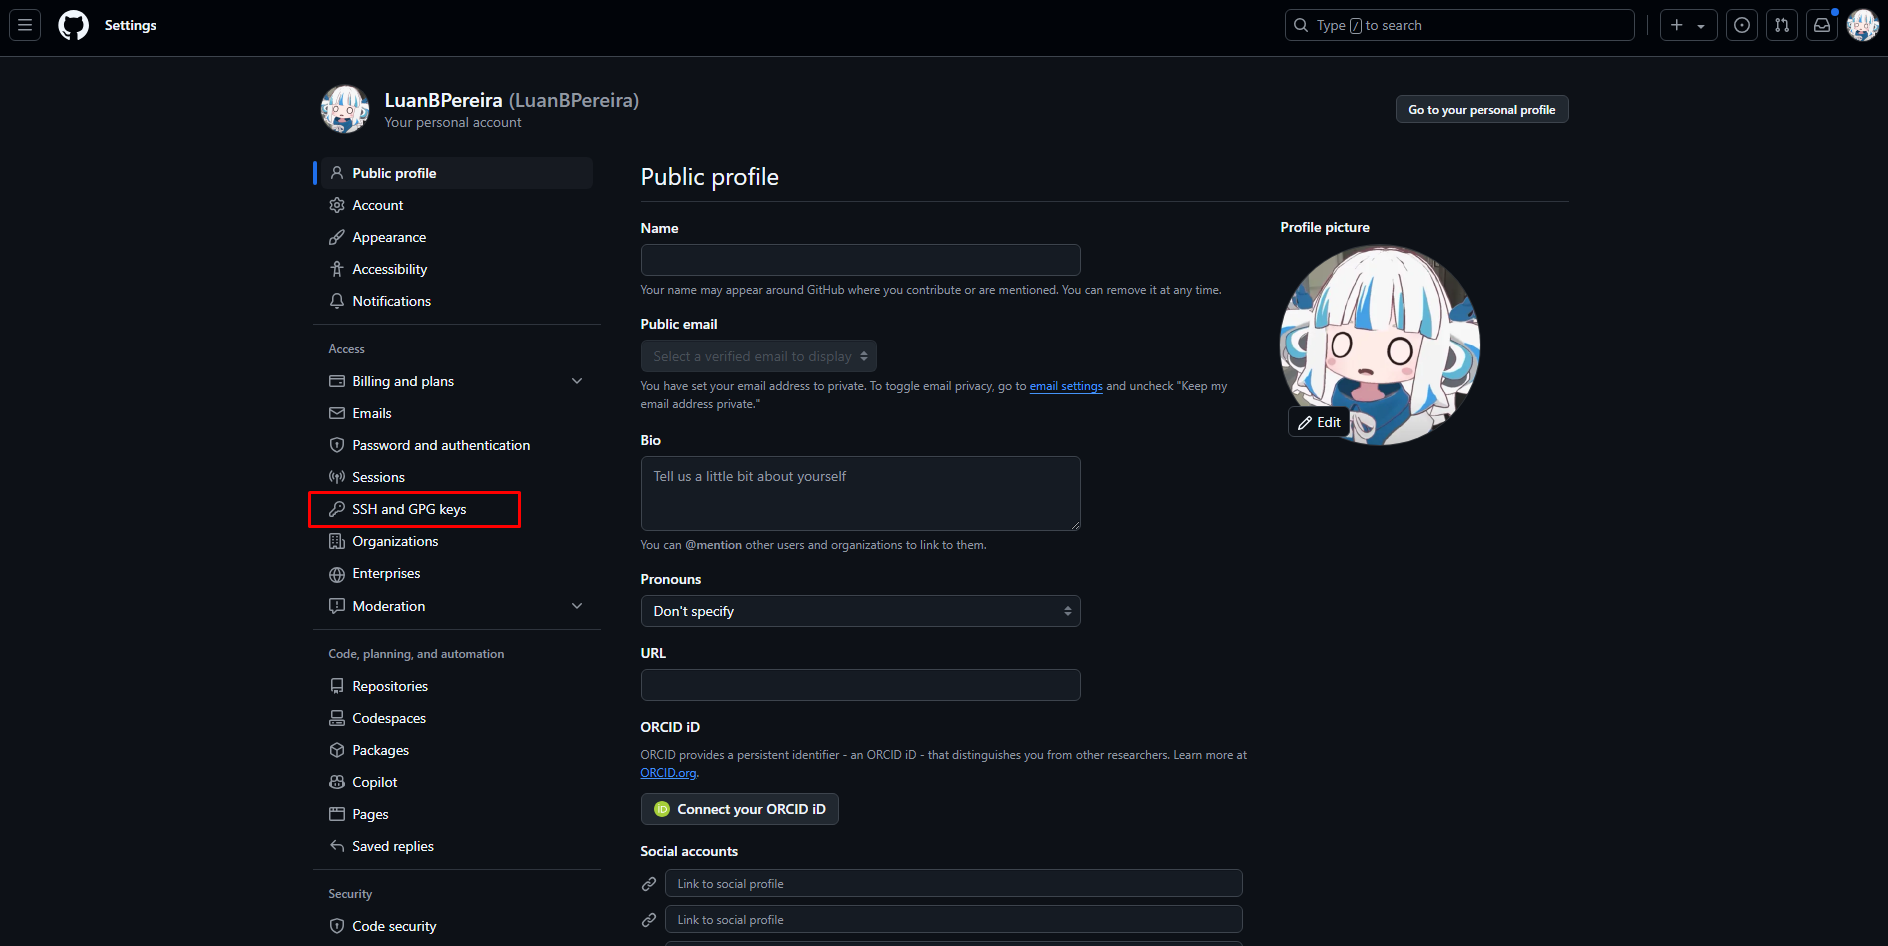 Settings
Type / to search
LuanBPereira (LuanBPereira)
Your personal account
Go to your personal profile
Public profile
Account
Appearance
Accessibility
Notifications
Access
Billing and plans
Emails
Password and authentication
Sessions
SSH and GPG keys
Organizations
Enterprises
Moderation
Code, planning, and automation
Repositories
Codespaces
Packages
Copilot
Pages
Saved replies
Security
Code security
Public profile
Name
Your name may appear around GitHub where you contribute or are mentioned. You can remove it at any time.
Public email
Select a verified email to display
You have set your email address to private. To toggle email privacy, go to email settings and uncheck "Keep my
email address private."
Bio
Tell us a little bit about yourself
You can @mention other users and organizations to link to them.
Pronouns
Don't specify
URL
ORCID iD
ORCID provides a persistent identifier - an ORCID iD - that distinguishes you from other researchers. Learn more at
ORCID.org.
iD Connect your ORCID iD
Social accounts
Link to social profile
Link to social profile
Profile picture
Edit